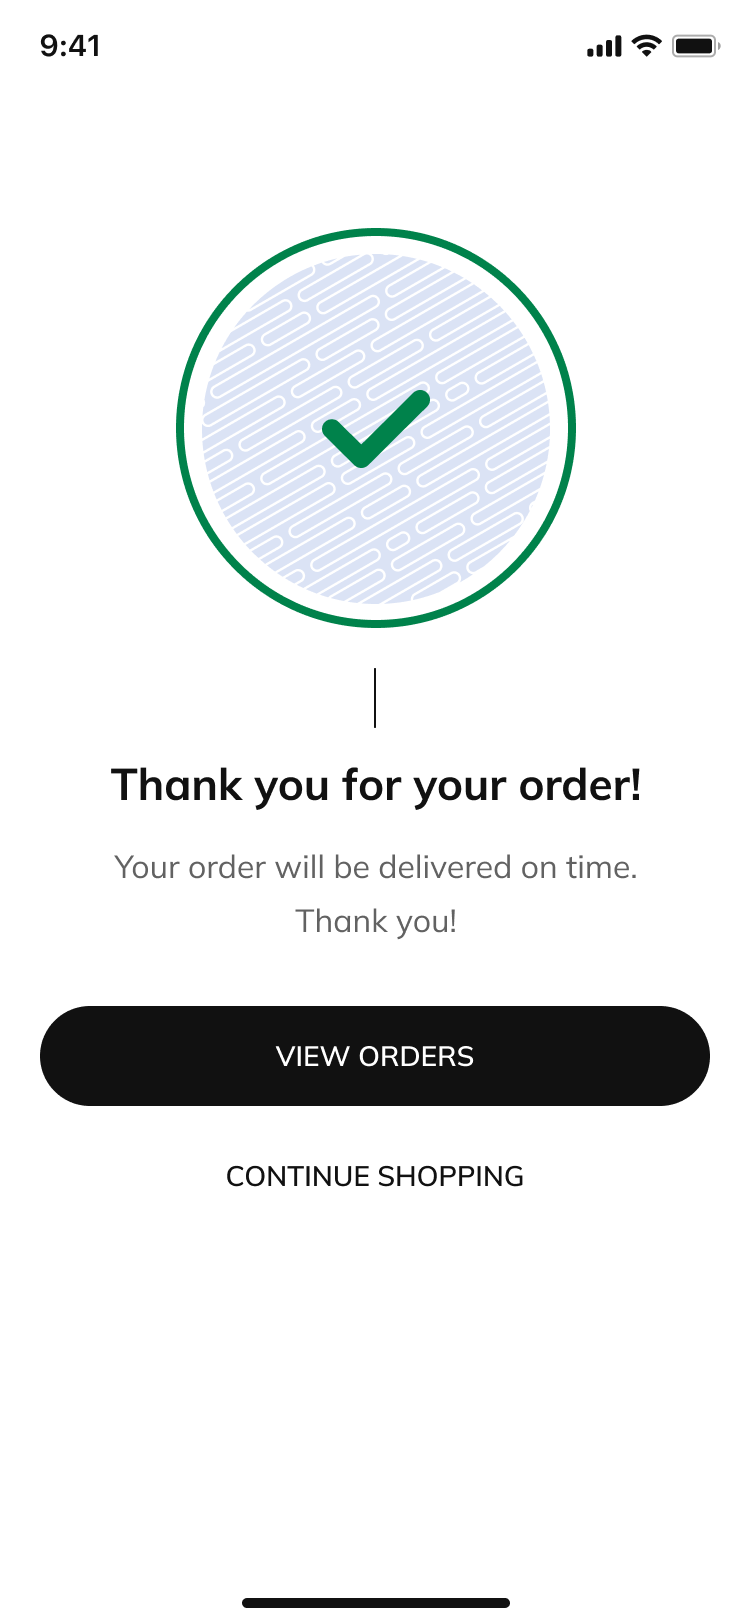 9:41
Thank you for your order!
Your order will be delivered on time.
Thank you!
VIEW ORDERS
CONTINUE SHOPPING